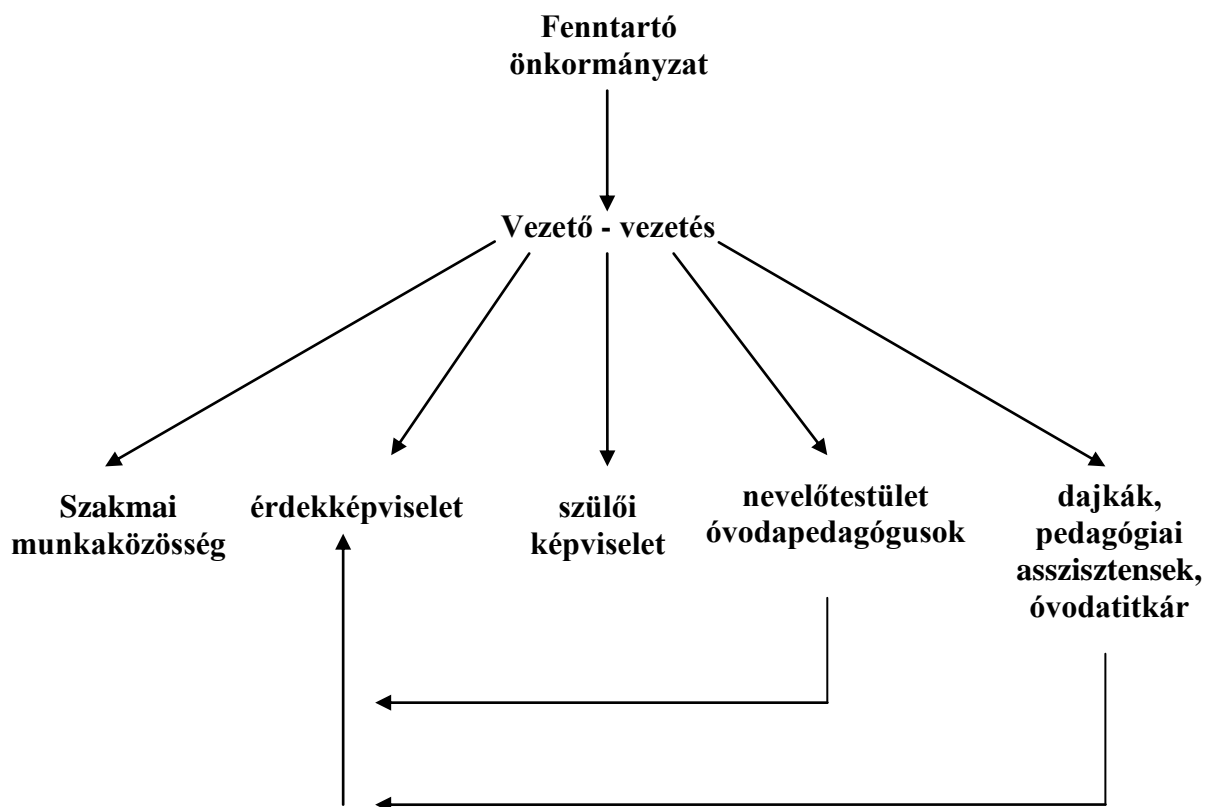 Fenntartó
önkormányzat
Vezető - vezetés
Szakmai
munkaközösség
érdekképviselet
szülői
képviselet
nevelőtestület
óvodapedagógusok
dajkák,
pedagógiai
asszisztensek,
óvodatitkár